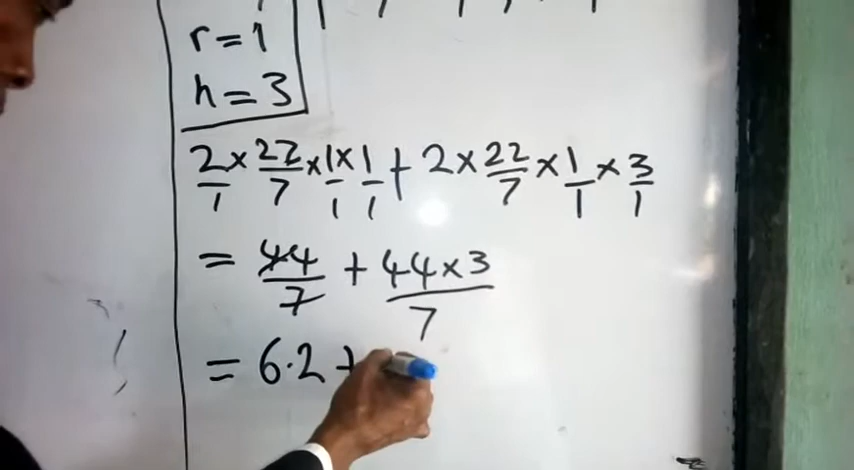 r = 1
h = 3
2/1 × 22/7 × 1/1 × 1/1 + 2 × 22/7 × 1/1 × 3/1
= 44/7 + 44×3/7
= 6.2 +